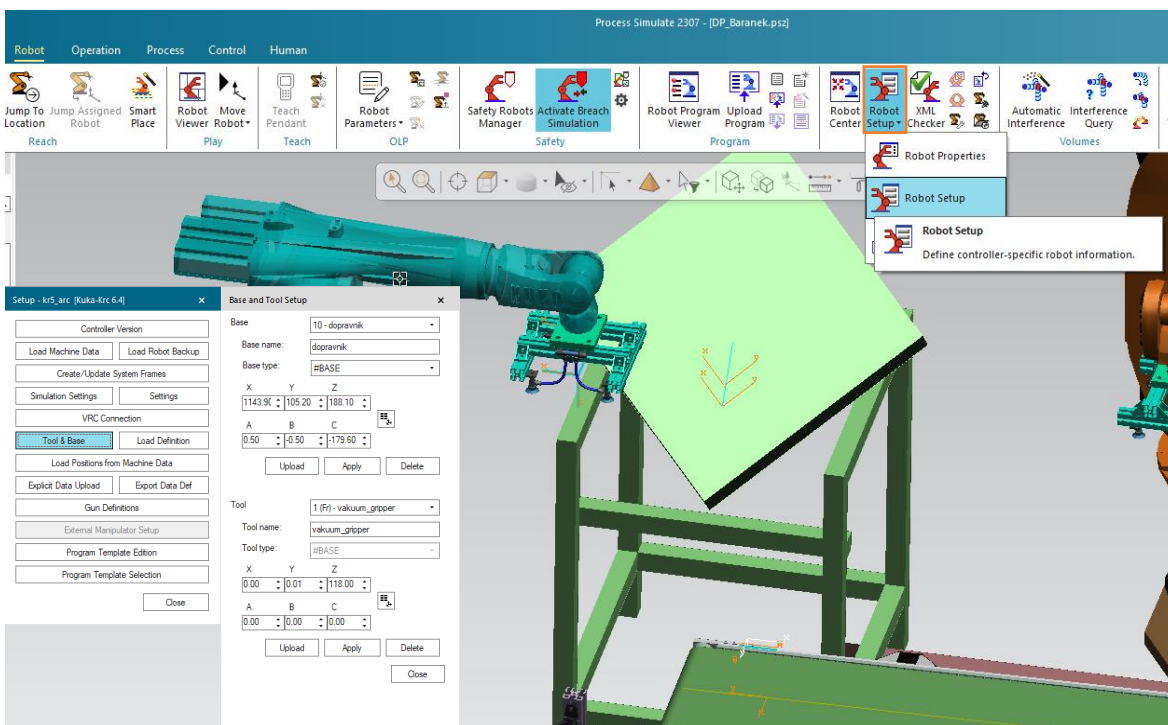 Process Simulate 2307 - [DP_Baranek.psz]
Robot Operation Process Control Human
Jump To Location
Jump Assigned Robot
Smart Place
Robot Viewer
Move Robot
Teach Pendant
Robot Parameters
Safety Robots Manager
Activate Breach Simulation
Robot Program Viewer
Upload Program
Robot Center
Robot Setup
XML Checker
Automatic Interference
Interference Query
Reach Play Teach OLP Safety Program Volumes
Robot Properties
Robot Setup
Robot Setup
Define controller-specific robot information.
Setup - kr5_arc [Kuka-Krc 6.4] x
Controller Version
Load Machine Data Load Robot Backup
Create/Update System Frames
Simulation Settings Settings
VRC Connection
Tool & Base Load Definition
Load Positions from Machine Data
Explicit Data Upload Export Data Def
Gun Definitions
External Manipulator Setup
Program Template Edition
Program Template Selection
Close
Base and Tool Setup x
Base 10 - dopravnik
Base name: dopravnik
Base type: #BASE
X Y Z
1143.9 105.20 188.10
A B C
0.50 -0.50 -179.60
Upload Apply Delete
Tool 1 (Fr) - vakuum_gripper
Tool name: vakuum_gripper
Tool type: #BASE
X Y Z
0.00 0.01 118.00
A B C
0.00 0.00 0.00
Upload Apply Delete
Close
x y
x y
x
y
x
y